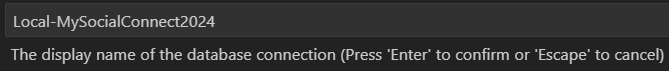 Local-MySocialConnect2024
The display name of the database connection (Press 'Enter' to confirm or 'Escape' to cancel)